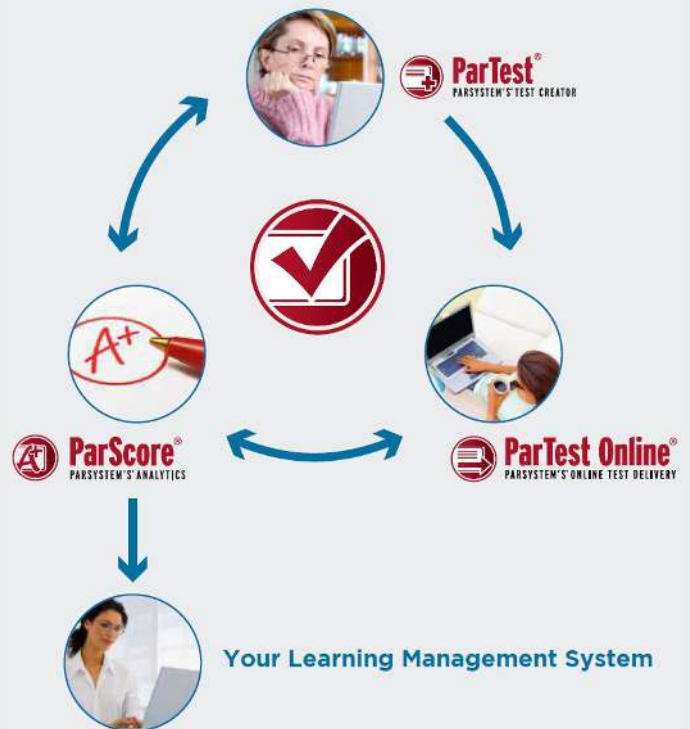 ParTest®
PARSYSTEM'S TEST CREATOR
A+
A+
ParScore®
PARSYSTEM'S ANALYTICS
ParTest Online®
PARSYSTEM'S ONLINE TEST DELIVERY
Your Learning Management System